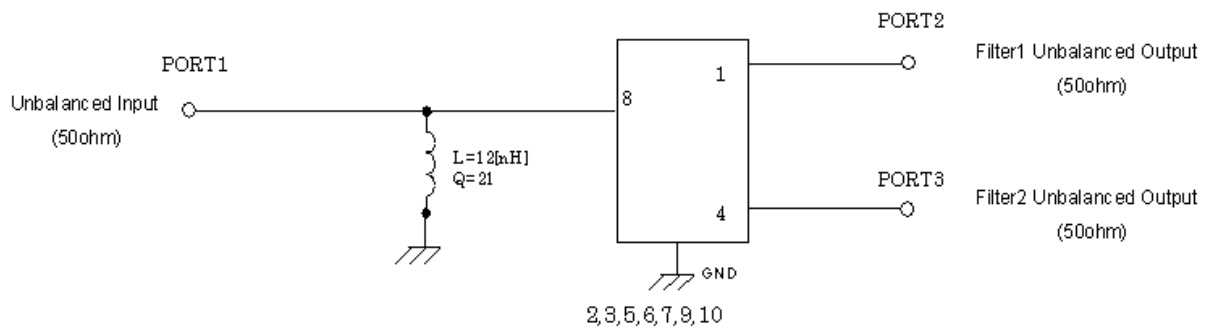 PORT1
Unbalanced Input
(50ohm)
L=12[nH]
Q=21
8
1
4
GND
2,3,5,6,7,9,10
PORT2
Filter1 Unbalanced Output
(50ohm)
PORT3
Filter2 Unbalanced Output
(50ohm)